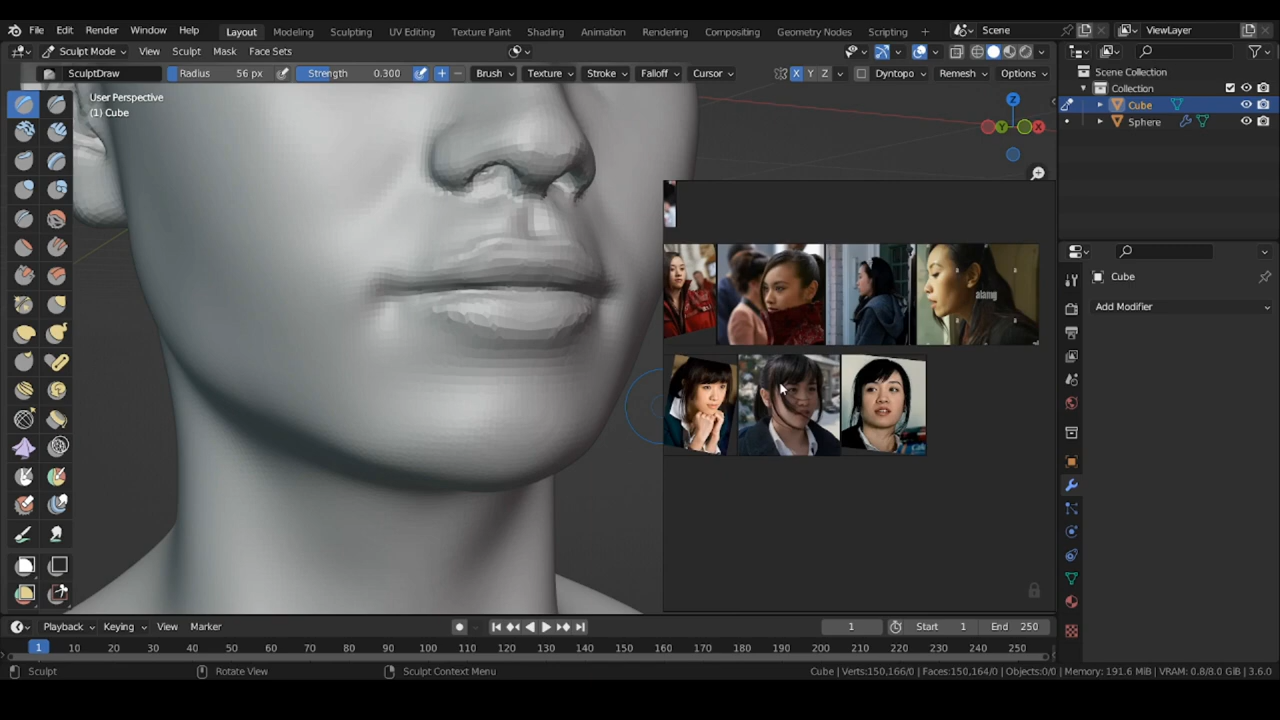 File Edit Render Window Help Layout Modeling Sculpting UV Editing Texture Paint Shading Animation Rendering Compositing Geometry Nodes Scripting + Scene ViewLayer
Sculpt Mode View Sculpt Mask Face Sets
SculptDraw Radius 56 px Strength 0.300 Brush Texture Stroke Falloff Cursor X Y Z Dyntopo Remesh Options
User Perspective
(1) Cube
Z
Y X
Scene Collection
Collection
Cube
Sphere
Cube
Add Modifier
alamy
a a
a a
Playback Keying View Marker 1 Start 1 End 250
1 10 20 30 40 50 60 70 80 90 100 110 120 130 140 150 160 170 180 190 200 210 220 230 240 250
Sculpt Rotate View Sculpt Context Menu Cube | Verts:150,166/0 | Faces:150,164/0 | Objects:0/0 | Memory: 191.6 MiB | VRAM: 0.8/8.0 GiB | 3.6.0